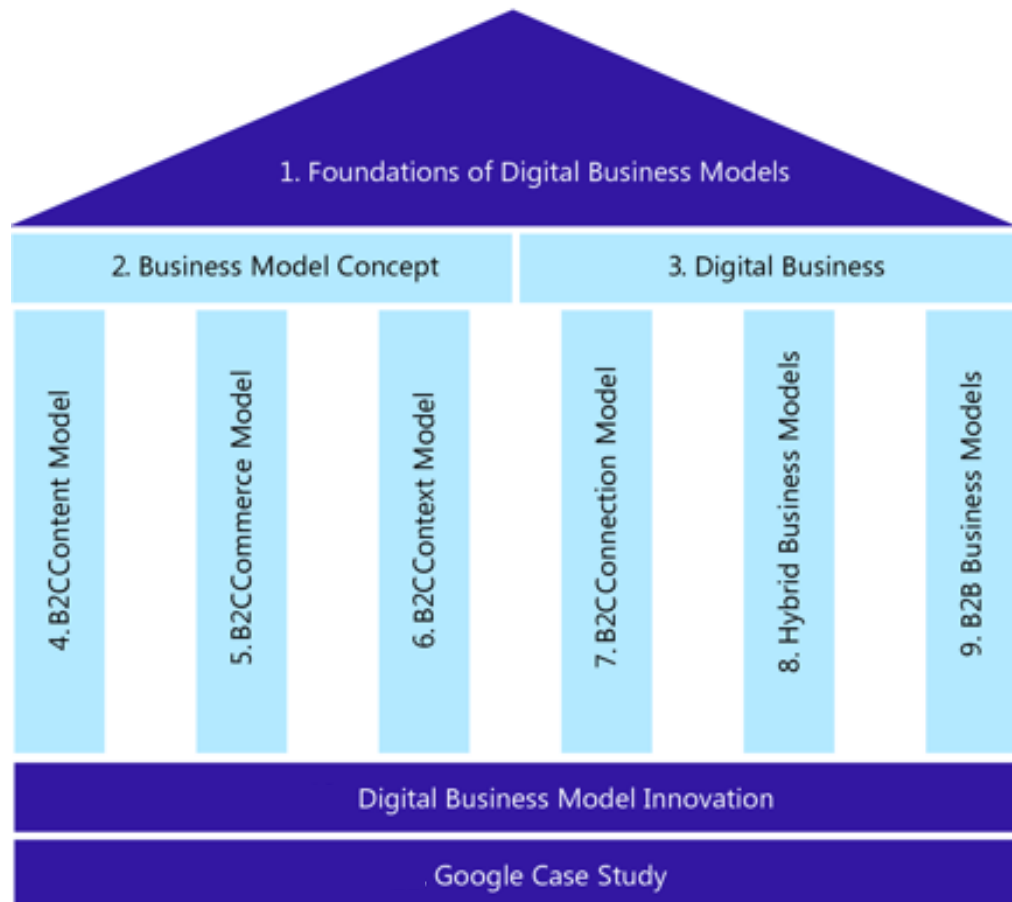 1. Foundations of Digital Business Models
2. Business Model Concept
3. Digital Business
4. B2CContent Model
5. B2CCommerce Model
6. B2CContext Model
7. B2CConnection Model
8. Hybrid Business Models
9. B2B Business Models
Digital Business Model Innovation
. Google Case Study